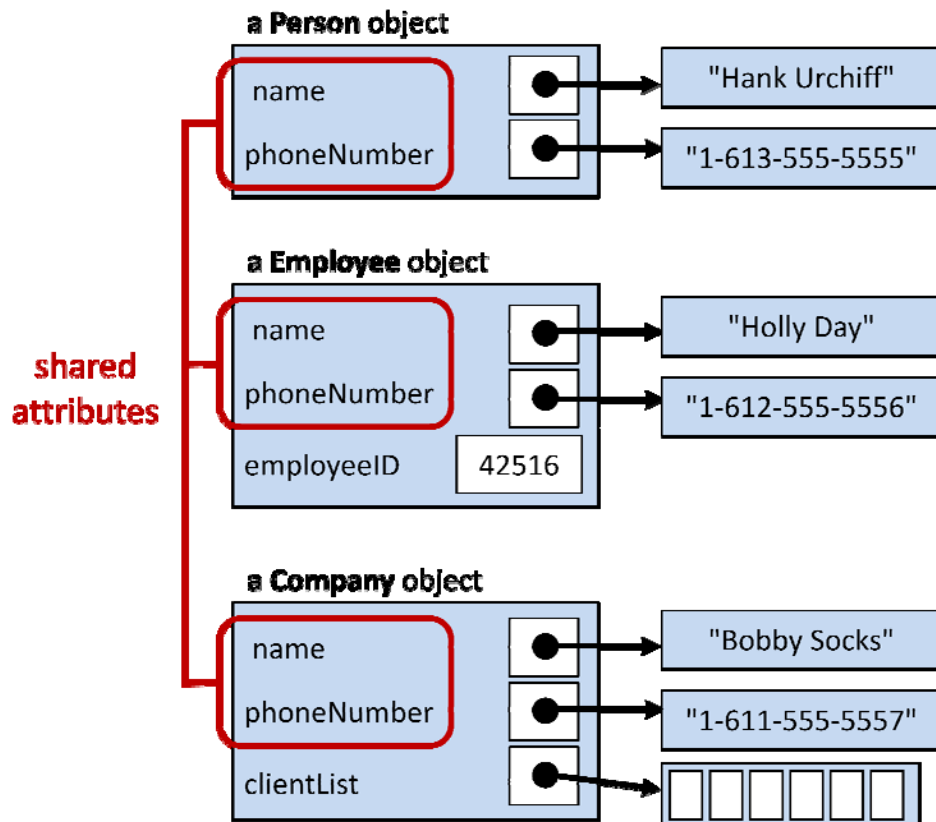 a Person object
name
"Hank Urchiff"
phoneNumber
"1-613-555-5555"
a Employee object
name
"Holly Day"
shared
attributes
phoneNumber
"1-612-555-5556"
employeeID
42516
a Company object
name
"Bobby Socks"
phoneNumber
"1-611-555-5557"
clientList